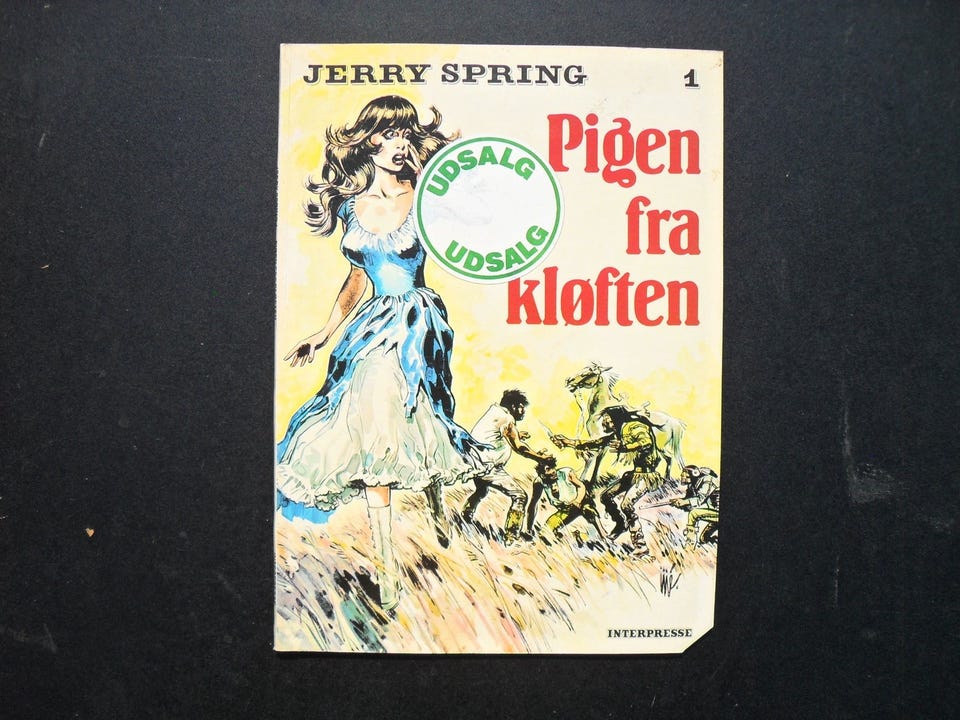 JERRY SPRING 1
Pigen
fra
kløften
UDSALG
UDSALG
INTERPRESSE